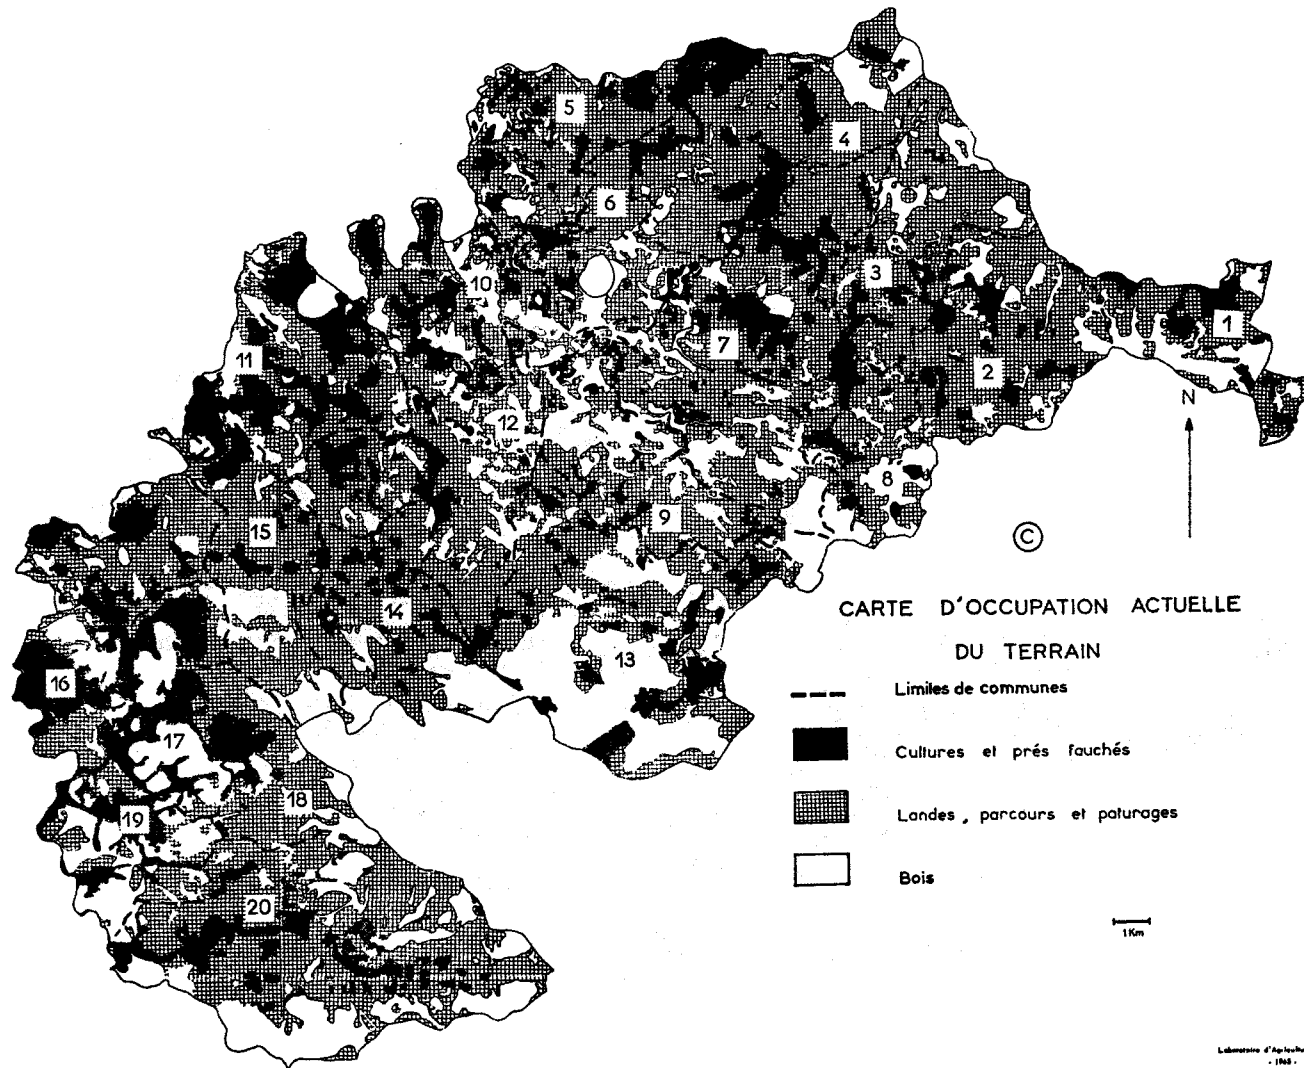 5
4
6
3
10
1
7
11
2
N
12
8
9
15
C
14
CARTE D'OCCUPATION ACTUELLE
DU TERRAIN
13
16
Limiles de communes
17
Cultures et prés fauchés
18
19
Landes, parcours et paturages
Bois
20
1Km
Laboratoire